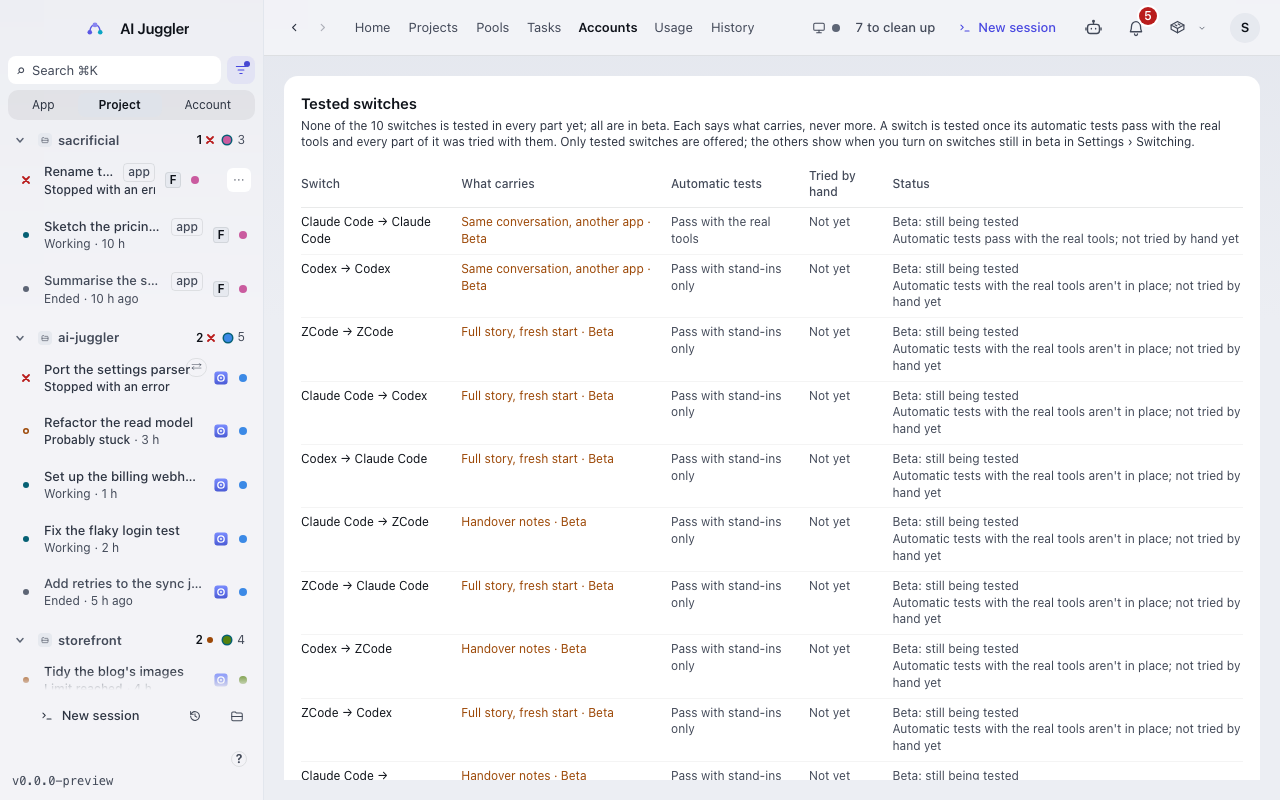 AI Juggler
Search ⌘K
App Project Account
sacrificial 1 3
Rename t... app F
Stopped with an err
Sketch the pricin... app F
Working · 10 h
Summarise the s... app F
Ended · 10 h ago
ai-juggler 2 5
Port the settings parser
Stopped with an error
Refactor the read model
Probably stuck · 3 h
Set up the billing webh...
Working · 1 h
Fix the flaky login test
Working · 2 h
Add retries to the sync j...
Ended · 5 h ago
storefront 2 4
Tidy the blog's images
Limit reached · 4 h
New session
?
v0.0.0-preview
Home Projects Pools Tasks Accounts Usage History 7 to clean up New session 5 S
Tested switches
None of the 10 switches is tested in every part yet; all are in beta. Each says what carries, never more. A switch is tested once its automatic tests pass with the real
tools and every part of it was tried with them. Only tested switches are offered; the others show when you turn on switches still in beta in Settings › Switching.
Switch What carries Automatic tests Tried by hand Status
Claude Code → Claude Code
Same conversation, another app · Beta
Pass with the real tools
Not yet
Beta: still being tested
Automatic tests pass with the real tools; not tried by hand yet
Codex → Codex
Same conversation, another app · Beta
Pass with stand-ins only
Not yet
Beta: still being tested
Automatic tests with the real tools aren't in place; not tried by hand yet
ZCode → ZCode
Full story, fresh start · Beta
Pass with stand-ins only
Not yet
Beta: still being tested
Automatic tests with the real tools aren't in place; not tried by hand yet
Claude Code → Codex
Full story, fresh start · Beta
Pass with stand-ins only
Not yet
Beta: still being tested
Automatic tests with the real tools aren't in place; not tried by hand yet
Codex → Claude Code
Full story, fresh start · Beta
Pass with stand-ins only
Not yet
Beta: still being tested
Automatic tests with the real tools aren't in place; not tried by hand yet
Claude Code → ZCode
Handover notes · Beta
Pass with stand-ins only
Not yet
Beta: still being tested
Automatic tests with the real tools aren't in place; not tried by hand yet
ZCode → Claude Code
Full story, fresh start · Beta
Pass with stand-ins only
Not yet
Beta: still being tested
Automatic tests with the real tools aren't in place; not tried by hand yet
Codex → ZCode
Handover notes · Beta
Pass with stand-ins only
Not yet
Beta: still being tested
Automatic tests with the real tools aren't in place; not tried by hand yet
ZCode → Codex
Full story, fresh start · Beta
Pass with stand-ins only
Not yet
Beta: still being tested
Automatic tests with the real tools aren't in place; not tried by hand yet
Claude Code →
Handover notes · Beta
Pass with stand-ins
Not yet
Beta: still being tested